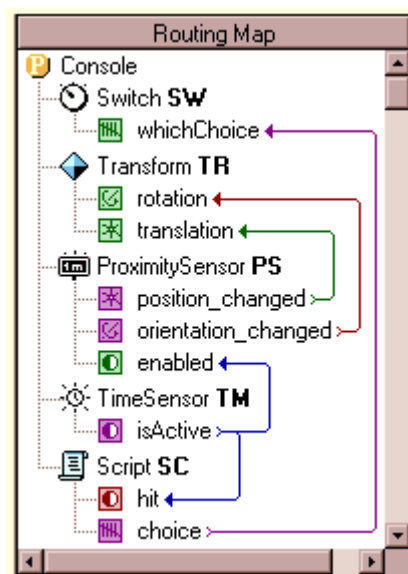 Routing Map
Console
Switch SW
whichChoice
Transform TR
rotation
translation
ProximitySensor PS
position_changed
orientation_changed
enabled
TimeSensor TM
isActive
Script SC
hit
choice